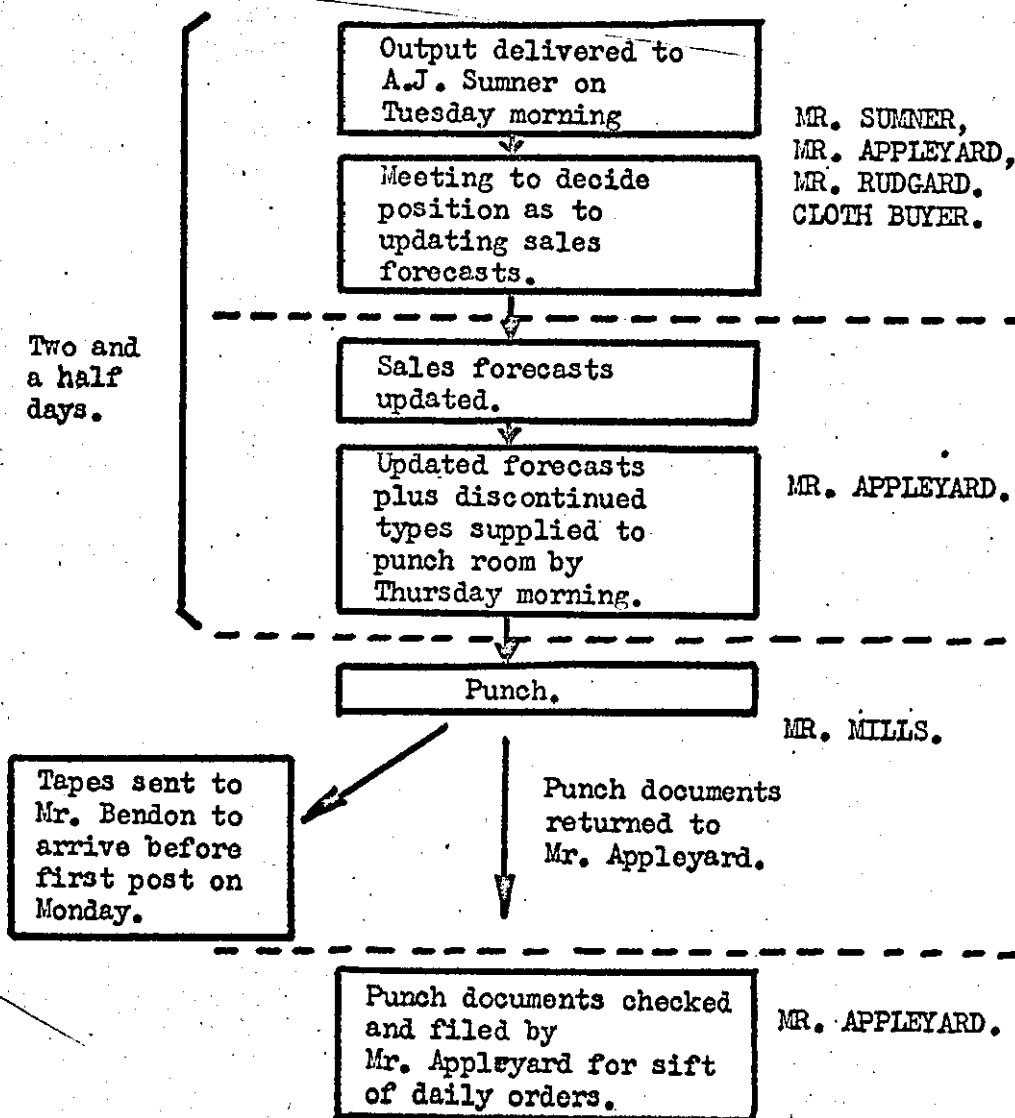 Output delivered to
A.J. Sumner on
Tuesday morning
MR. SUMNER,
MR. APPLEYARD,
MR. RUDGARD.
CLOTH BUYER.
Meeting to decide
position as to
updating sales
forecasts.
Two and
a half
days.
Sales forecasts
updated.
Updated forecasts
plus discontinued
types supplied to
punch room by
Thursday morning.
MR. APPLEYARD.
Punch.
MR. MILLS.
Tapes sent to
Mr. Bendon to
arrive before
first post on
Monday.
Punch documents
returned to
Mr. Appleyard.
Punch documents checked
and filed by
Mr. Appleyard for sift
of daily orders.
MR. APPLEYARD.